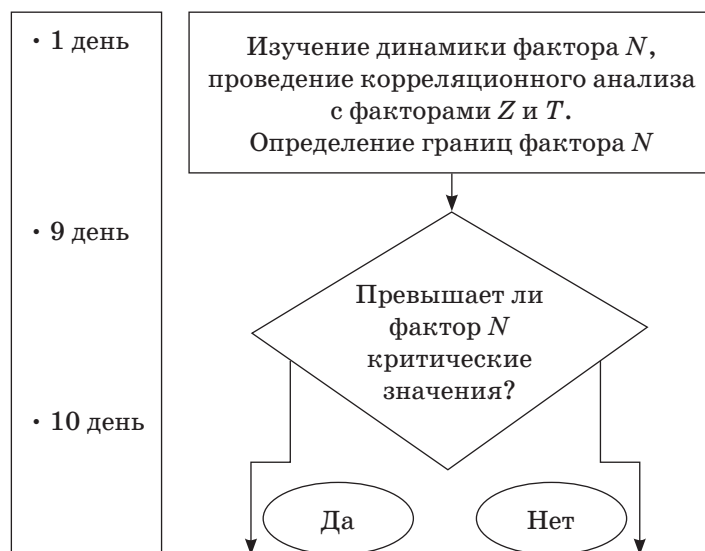 · 1 день
Изучение динамики фактора N,
проведение корреляционного анализа
с факторами Z и T.
Определение границ фактора N
· 9 день
Превышает ли
фактор N
критические
значения?
· 10 день
Да
Нет